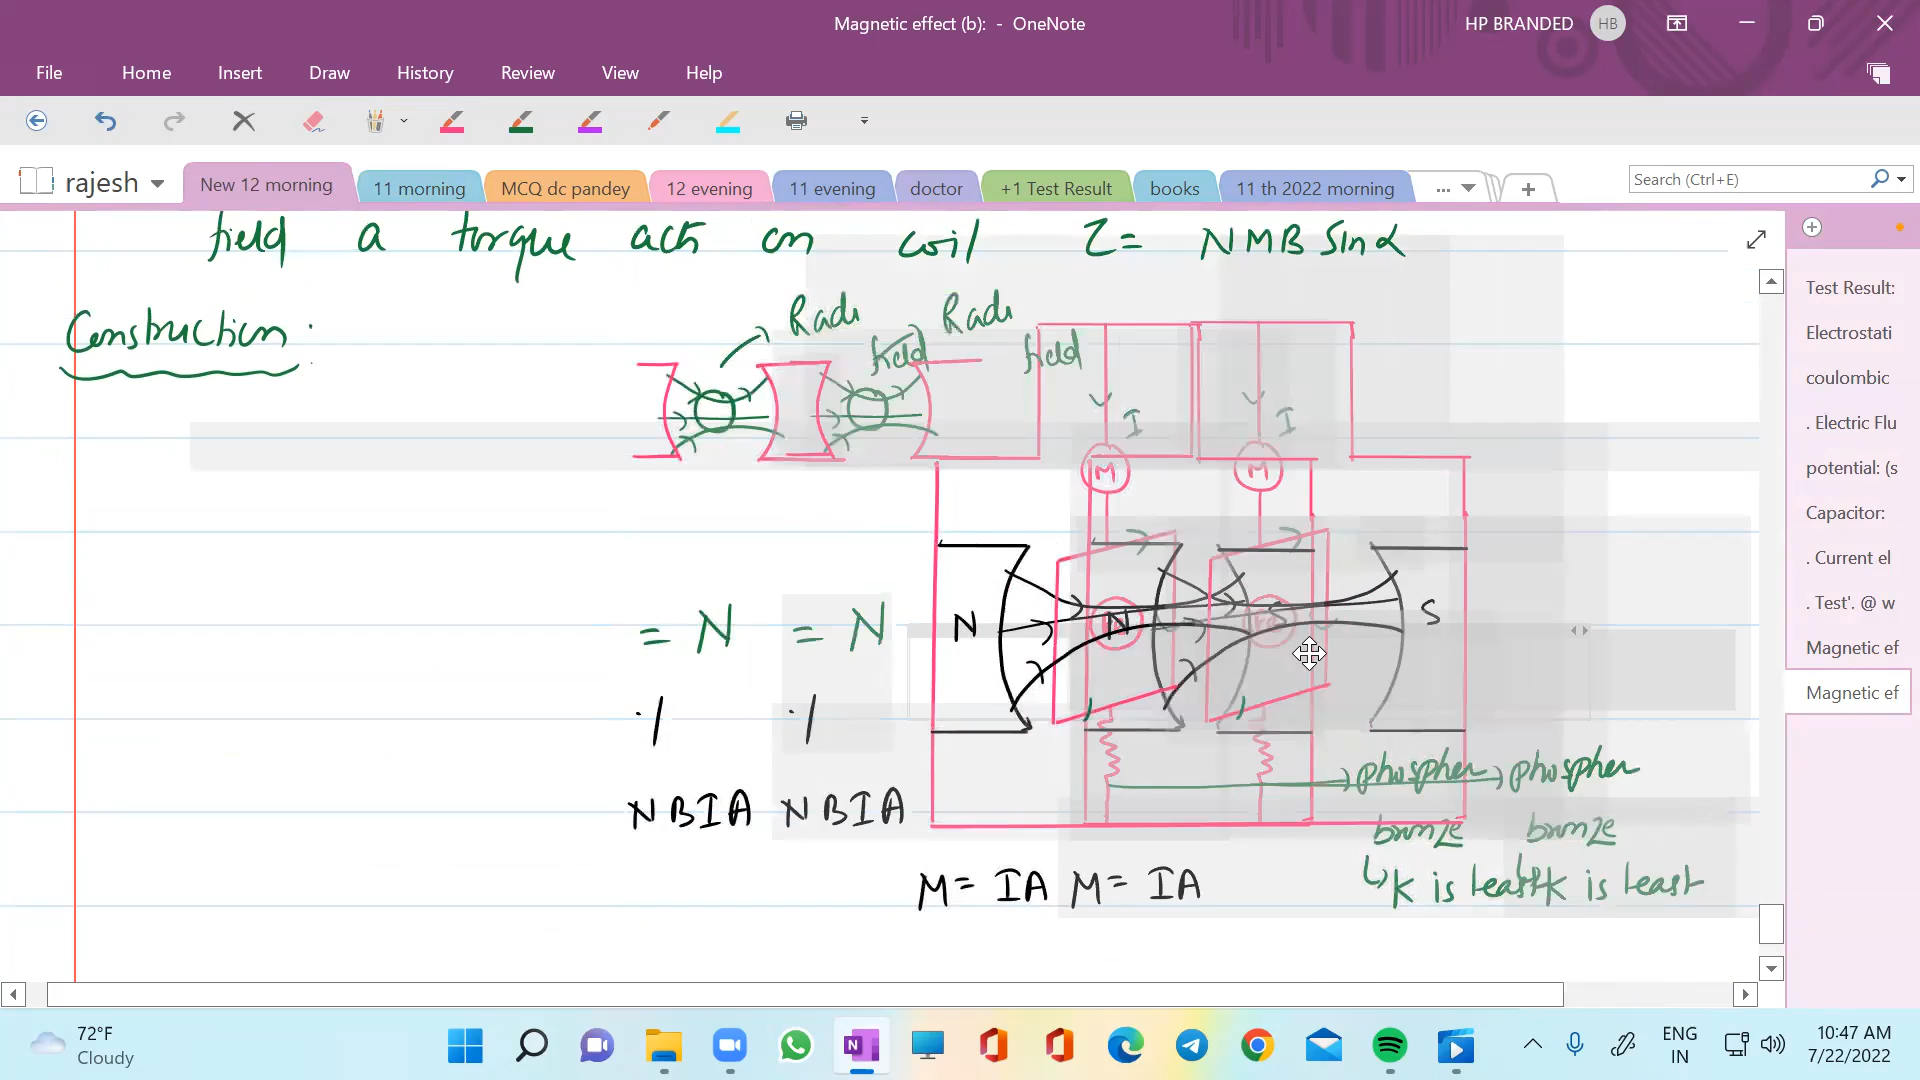 Magnetic effect (b): - OneNote
HP BRANDED
HB
File Home Insert Draw History Review View Help
rajesh
New 12 morning
11 morning
MCQ dc pandey
12 evening
11 evening
doctor
+1 Test Result
books
11 th 2022 morning
...
Search (Ctrl+E)
field a torque acts on coil τ = NMB Sinα
Construction :
Radi
field
Radi
field
I
I
M
M
N
N
S
= N
= N
NBIA
NBIA
phospher
phospher
bronze
bronze
M = IA
M = IA
K is least
K is least
Test Result:
Electrostati
coulombic
. Electric Flu
potential: (s
Capacitor:
. Current el
. Test'. @ w
Magnetic ef
Magnetic ef
72°F
Cloudy
ENG
IN
10:47 AM
7/22/2022